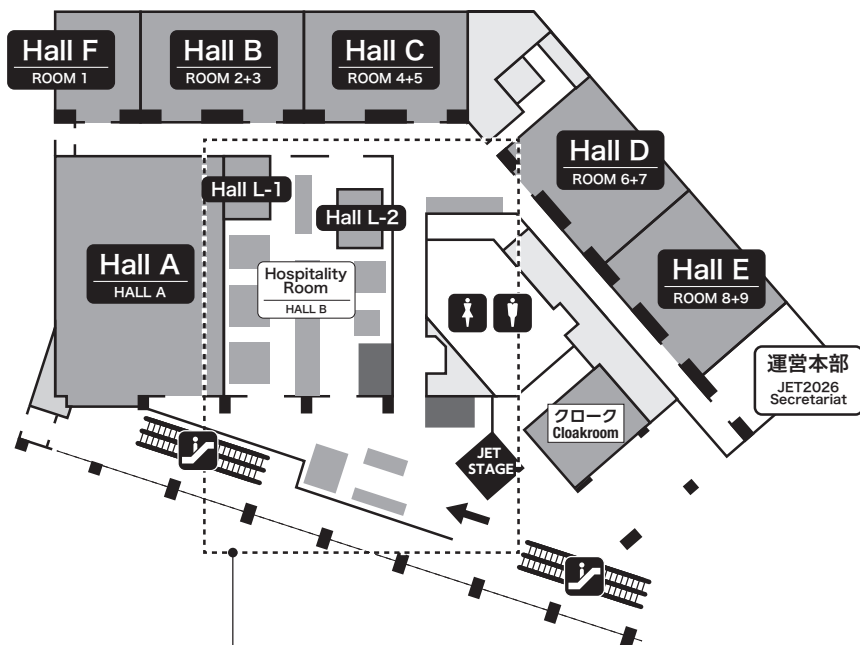 Hall F
ROOM 1
Hall B
ROOM 2+3
Hall C
ROOM 4+5
Hall D
ROOM 6+7
Hall L-1
Hall L-2
Hall A
HALL A
Hospitality
Room
HALL B
Hall E
ROOM 8+9
運営本部
JET2026
Secretariat
クローク
Cloakroom
JET
STAGE